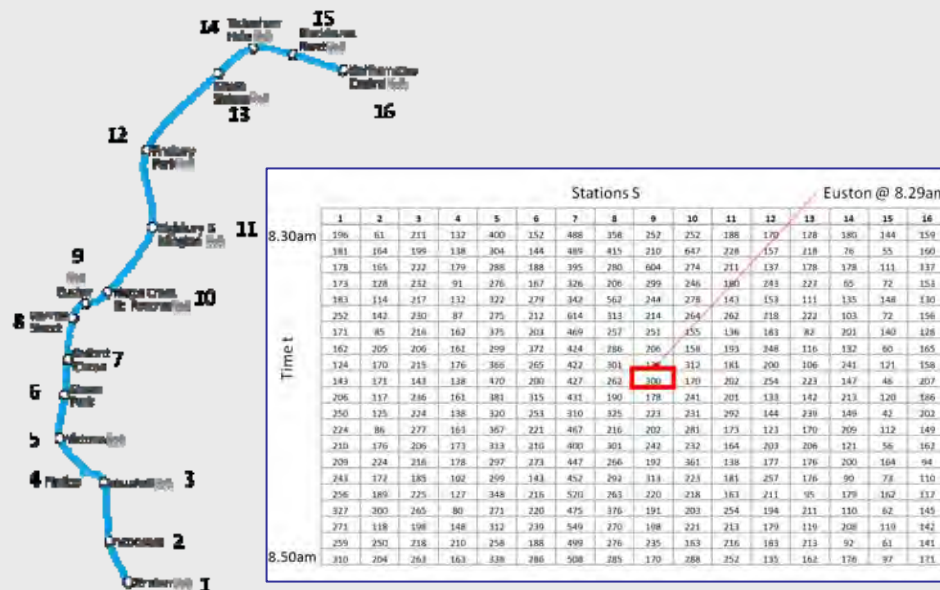 14
15
16
13
12
Finsbury
Park
11
9
10
8
7
6
5
Victoria
4 Pimlico
3
2
Brixton
1
Stations S
Euston @ 8.29am
Time t
1 2 3 4 5 6 7 8 9 10 11 12 13 14 15 16
8.30am 196 61 211 132 400 152 488 358 252 252 188 170 128 180 144 159
181 164 199 138 304 144 489 415 210 647 228 157 218 76 55 160
178 165 222 179 288 188 395 280 604 274 211 137 178 178 111 137
173 128 232 91 276 167 326 206 299 246 180 243 227 65 72 153
183 114 217 132 322 279 342 562 244 278 143 153 111 135 148 130
252 142 230 87 275 212 614 313 214 264 262 218 222 103 72 156
171 85 216 162 375 203 469 257 251 155 136 183 82 201 140 128
162 205 206 161 299 372 424 286 206 158 193 248 116 132 60 165
124 170 215 176 366 265 422 301 312 181 200 106 241 121 158
143 171 143 138 470 200 427 262 300 170 202 254 223 147 46 207
206 117 236 161 381 315 431 190 178 241 201 133 142 213 120 186
250 125 224 138 320 253 310 325 223 231 292 144 239 149 42 202
224 86 277 163 367 221 467 216 202 281 173 123 170 209 112 149
210 176 206 173 313 210 400 301 242 232 164 203 206 121 56 162
209 224 216 178 297 273 447 266 192 361 138 177 176 200 164 94
243 172 185 102 299 143 452 292 313 223 181 257 176 90 73 110
256 189 225 127 348 216 520 263 220 218 163 211 95 179 162 117
327 200 265 80 271 220 475 376 191 203 254 194 211 110 62 145
271 118 198 148 312 239 549 270 198 221 213 179 119 208 119 142
259 250 218 210 258 188 499 276 235 163 216 183 213 92 61 141
8.50am 310 204 263 163 338 286 508 285 170 288 252 135 162 176 97 171